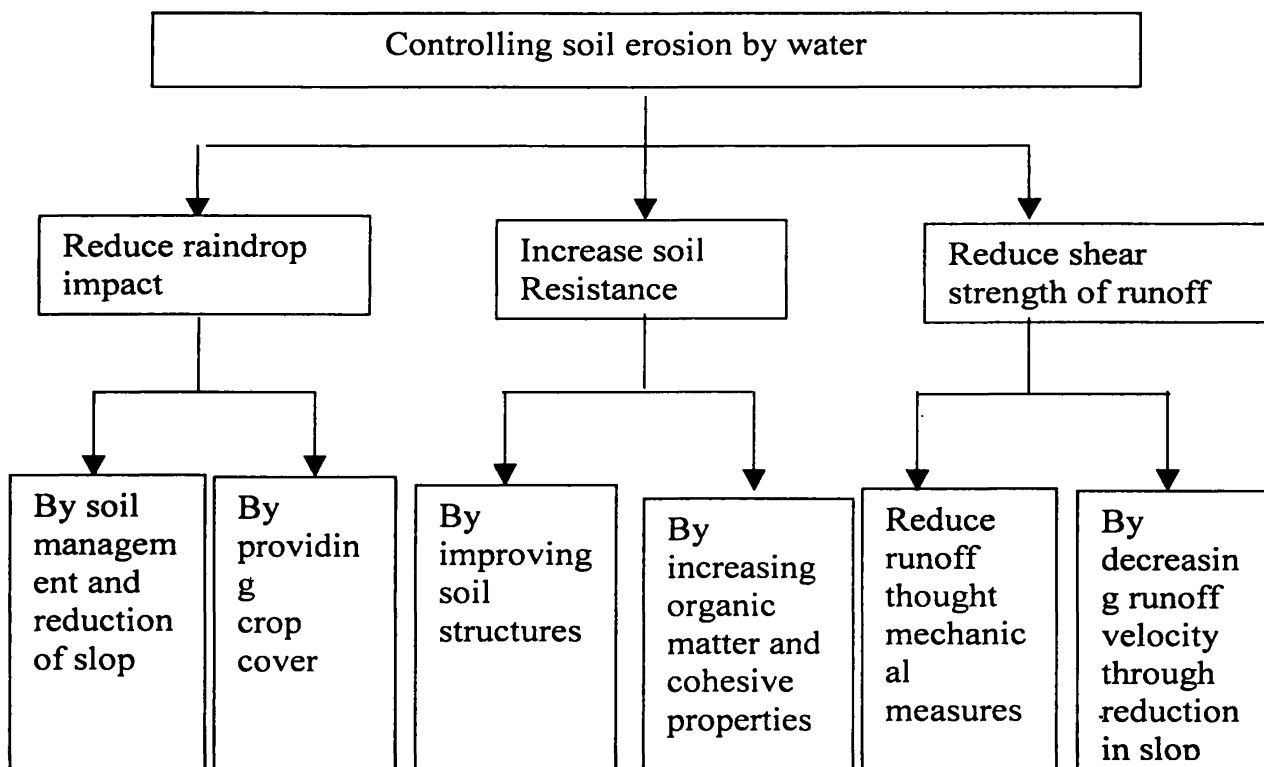 Controlling soil erosion by water
Reduce raindrop
impact
Increase soil
Resistance
Reduce shear
strength of runoff
By soil
managem
ent and
reduction
of slop
By
providin
g
crop
cover
By
improving
soil
structures
By
increasing
organic
matter and
cohesive
properties
Reduce
runoff
thought
mechanic
al
measures
By
decreasin
g runoff
velocity
through
reduction
in slop